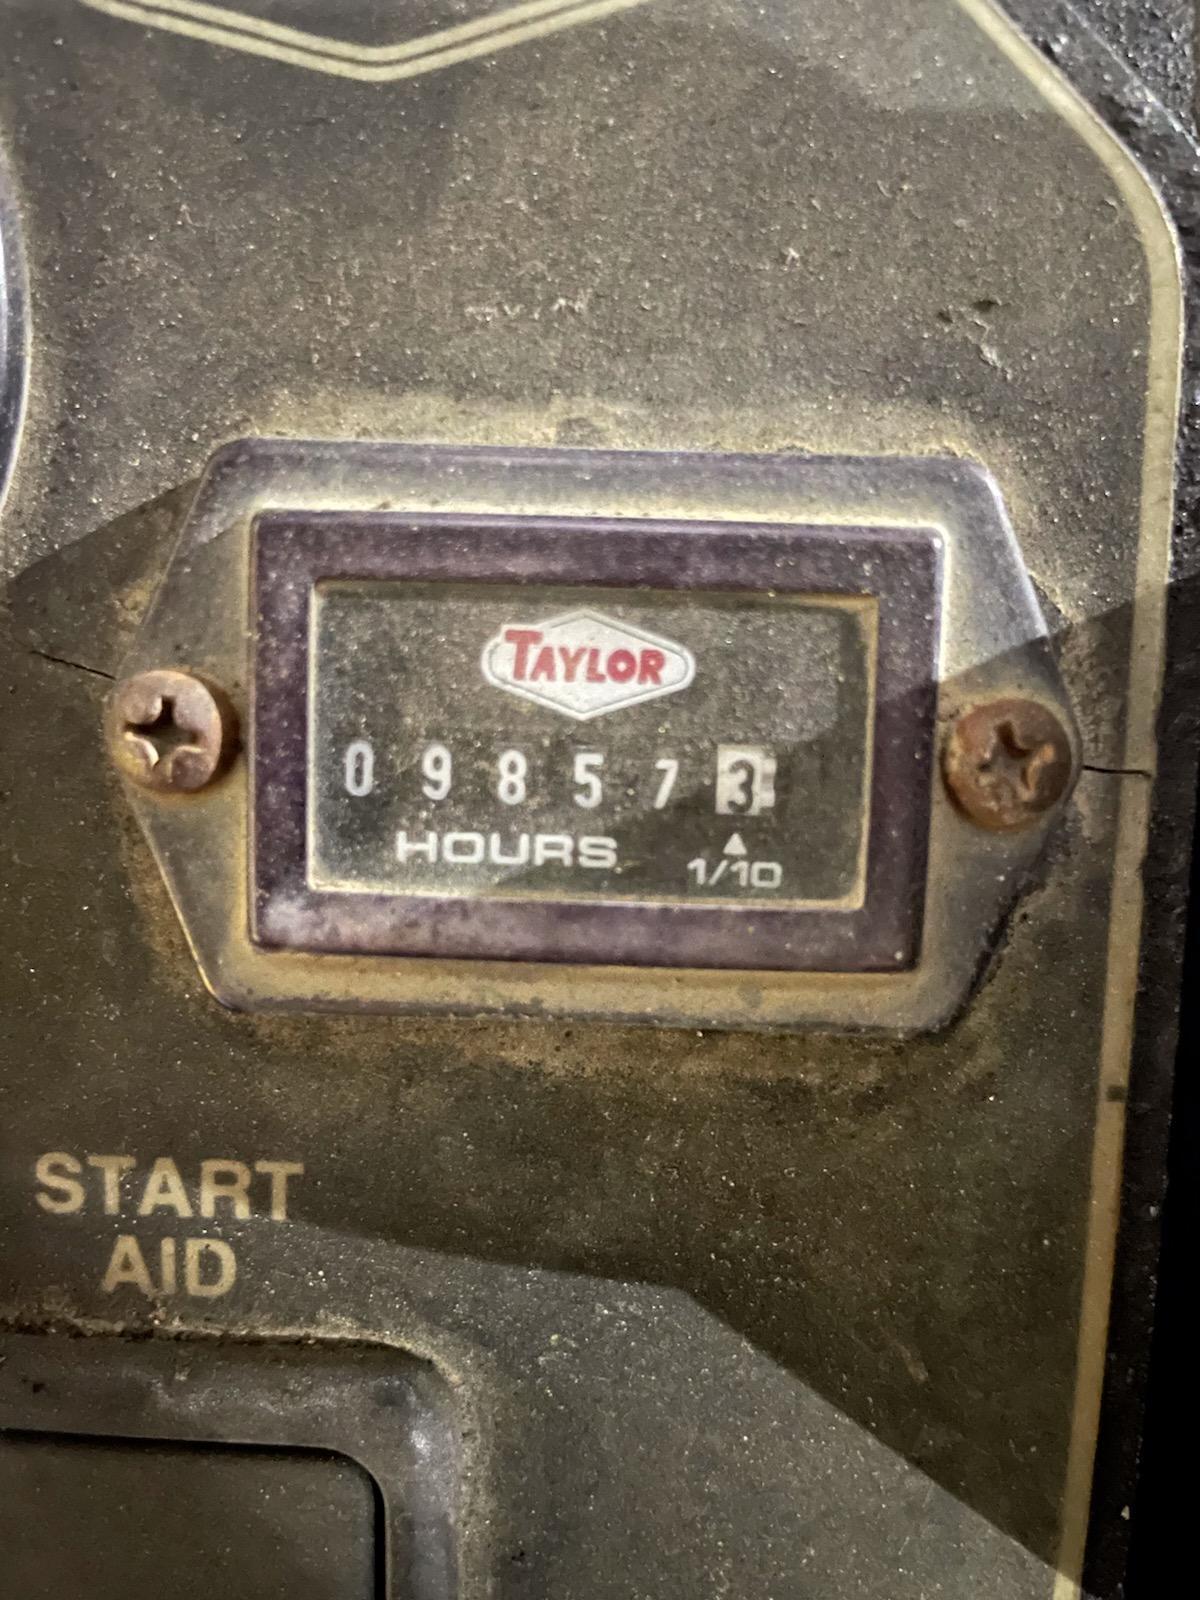 TAYLOR
098573
HOURS 1/10
START
AID